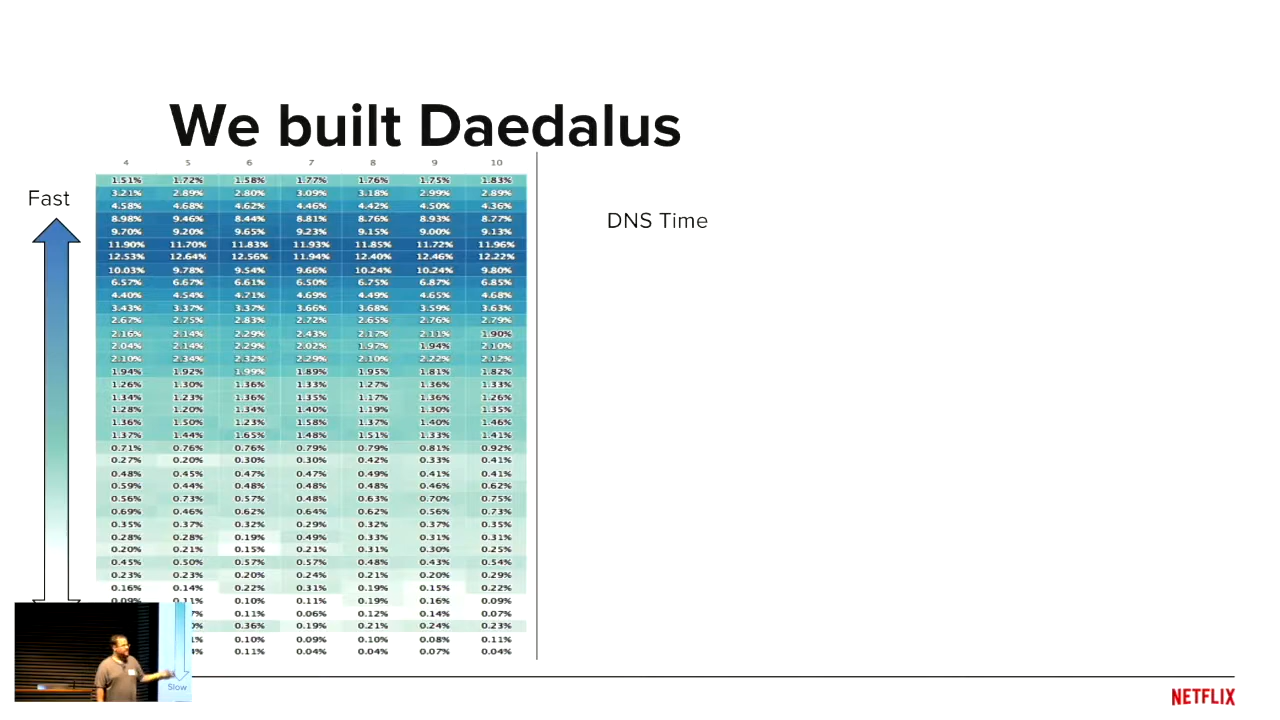 We built Daedalus
4 5 6 7 8 9 10
1.51% 1.72% 1.58% 1.77% 1.76% 1.75% 1.83%
Fast
3.21% 2.89% 2.80% 3.09% 3.18% 2.99% 2.89%
4.58% 4.68% 4.62% 4.46% 4.42% 4.50% 4.36%
DNS Time
8.98% 9.46% 8.44% 8.81% 8.76% 8.93% 8.77%
9.70% 9.20% 9.65% 9.23% 9.15% 9.00% 9.13%
11.90% 11.70% 11.83% 11.93% 11.85% 11.72% 11.96%
12.53% 12.64% 12.56% 11.94% 12.40% 12.46% 12.22%
10.03% 9.78% 9.54% 9.66% 10.24% 10.24% 9.80%
6.57% 6.67% 6.61% 6.50% 6.75% 6.87% 6.85%
4.40% 4.54% 4.71% 4.69% 4.49% 4.65% 4.68%
3.43% 3.37% 3.37% 3.66% 3.68% 3.59% 3.63%
2.67% 2.75% 2.83% 2.72% 2.65% 2.76% 2.79%
2.16% 2.14% 2.29% 2.43% 2.17% 2.11% 1.90%
2.04% 2.14% 2.29% 2.02% 1.97% 1.94% 2.10%
2.10% 2.34% 2.32% 2.29% 2.10% 2.22% 2.12%
1.94% 1.92% 1.99% 1.89% 1.95% 1.81% 1.82%
1.26% 1.30% 1.36% 1.33% 1.27% 1.36% 1.33%
1.34% 1.23% 1.36% 1.35% 1.17% 1.36% 1.26%
1.28% 1.20% 1.34% 1.40% 1.19% 1.30% 1.35%
1.36% 1.50% 1.23% 1.58% 1.37% 1.40% 1.46%
1.37% 1.44% 1.65% 1.48% 1.51% 1.33% 1.41%
0.71% 0.76% 0.76% 0.79% 0.79% 0.81% 0.92%
0.27% 0.20% 0.30% 0.30% 0.42% 0.33% 0.41%
0.48% 0.45% 0.47% 0.47% 0.49% 0.41% 0.41%
0.59% 0.44% 0.48% 0.48% 0.48% 0.46% 0.62%
0.56% 0.73% 0.57% 0.48% 0.63% 0.70% 0.75%
0.69% 0.46% 0.62% 0.64% 0.62% 0.56% 0.73%
0.35% 0.37% 0.32% 0.29% 0.32% 0.37% 0.35%
0.28% 0.28% 0.19% 0.49% 0.33% 0.31% 0.31%
0.20% 0.21% 0.15% 0.21% 0.31% 0.30% 0.25%
0.45% 0.50% 0.57% 0.57% 0.48% 0.43% 0.54%
0.23% 0.23% 0.20% 0.24% 0.21% 0.20% 0.29%
0.16% 0.14% 0.22% 0.31% 0.19% 0.15% 0.22%
0.10% 0.11% 0.19% 0.16% 0.09%
0.11% 0.06% 0.12% 0.14% 0.07%
0.36% 0.19% 0.21% 0.24% 0.23%
0.10% 0.09% 0.10% 0.08% 0.11%
0.11% 0.04% 0.04% 0.07% 0.04%
Slow
NETFLIX